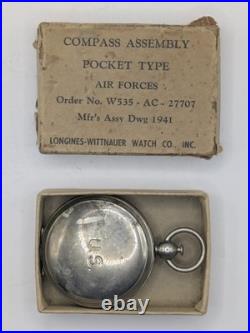 COMPASS ASSEMBLY
POCKET TYPE
AIR FORCES
Order No. W535 - AC - 27707
Mfr's Assy Dwg 1941
LONGINES-WITTNAUER WATCH CO., INC.
U.S.